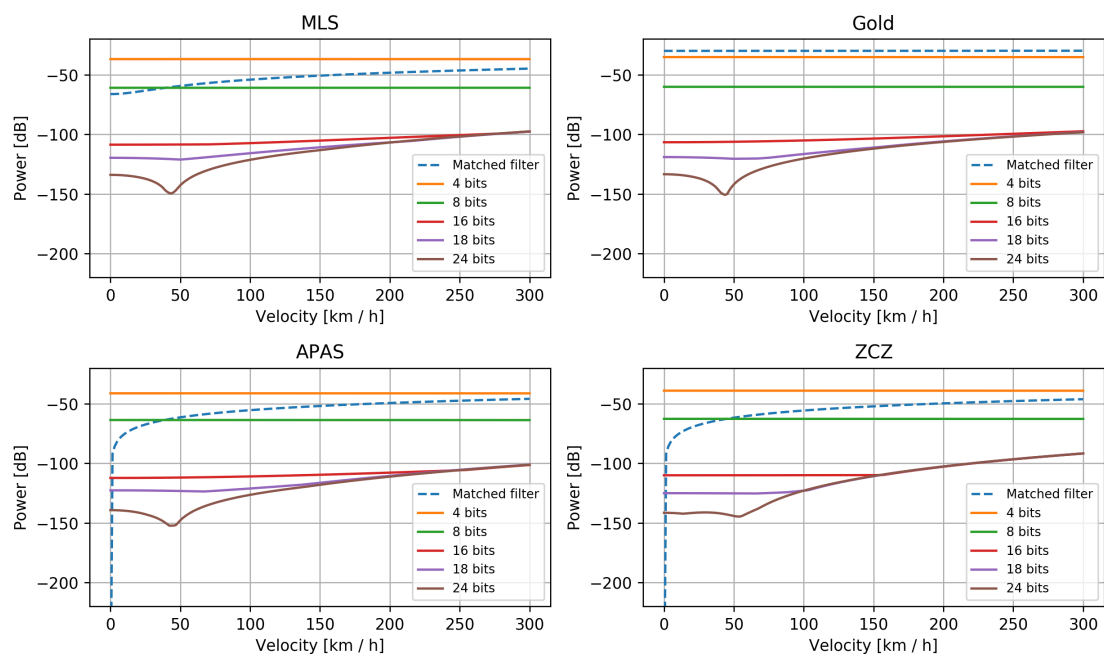 MLS
Power [dB]
−50
−100
−150
−200
Matched filter
4 bits
8 bits
16 bits
18 bits
24 bits
0 50 100 150 200 250 300
Velocity [km / h]
Gold
Power [dB]
−50
−100
−150
−200
Matched filter
4 bits
8 bits
16 bits
18 bits
24 bits
0 50 100 150 200 250 300
Velocity [km / h]
APAS
Power [dB]
−50
−100
−150
−200
Matched filter
4 bits
8 bits
16 bits
18 bits
24 bits
0 50 100 150 200 250 300
Velocity [km / h]
ZCZ
Power [dB]
−50
−100
−150
−200
Matched filter
4 bits
8 bits
16 bits
18 bits
24 bits
0 50 100 150 200 250 300
Velocity [km / h]